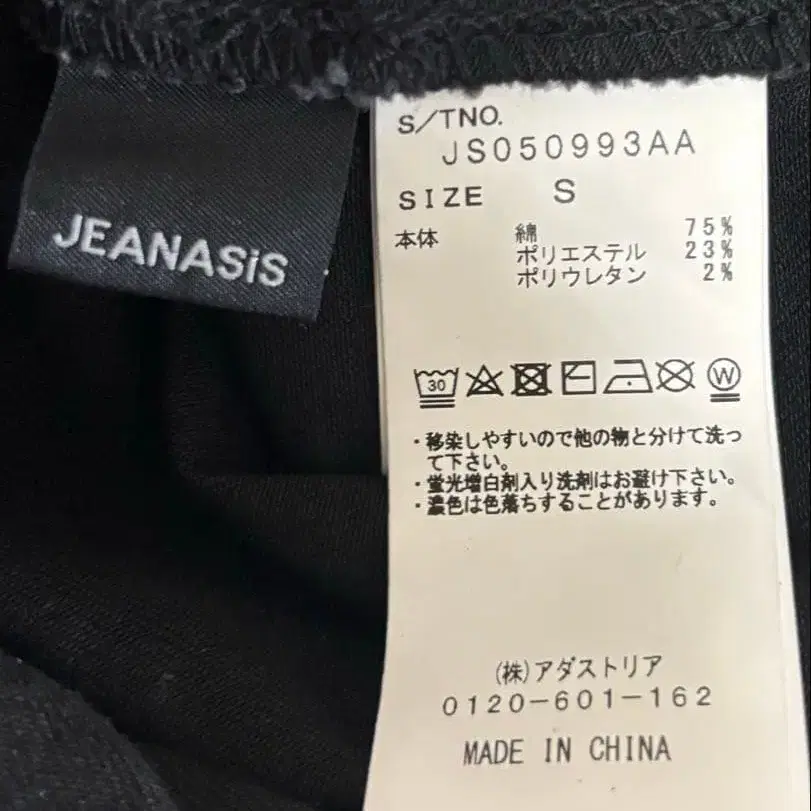 JEANASiS
S/TNO.
JS050993AA
SIZE S
本体 綿 75%
ポリエステル 23%
ポリウレタン 2%
30 W
・移染しやすいので他の物と分けて洗っ
て下さい。
・蛍光増白剤入り洗剤はお避け下さい。
・濃色は色落ちすることがあります。
(株)アダストリア
0120-601-162
MADE IN CHINA